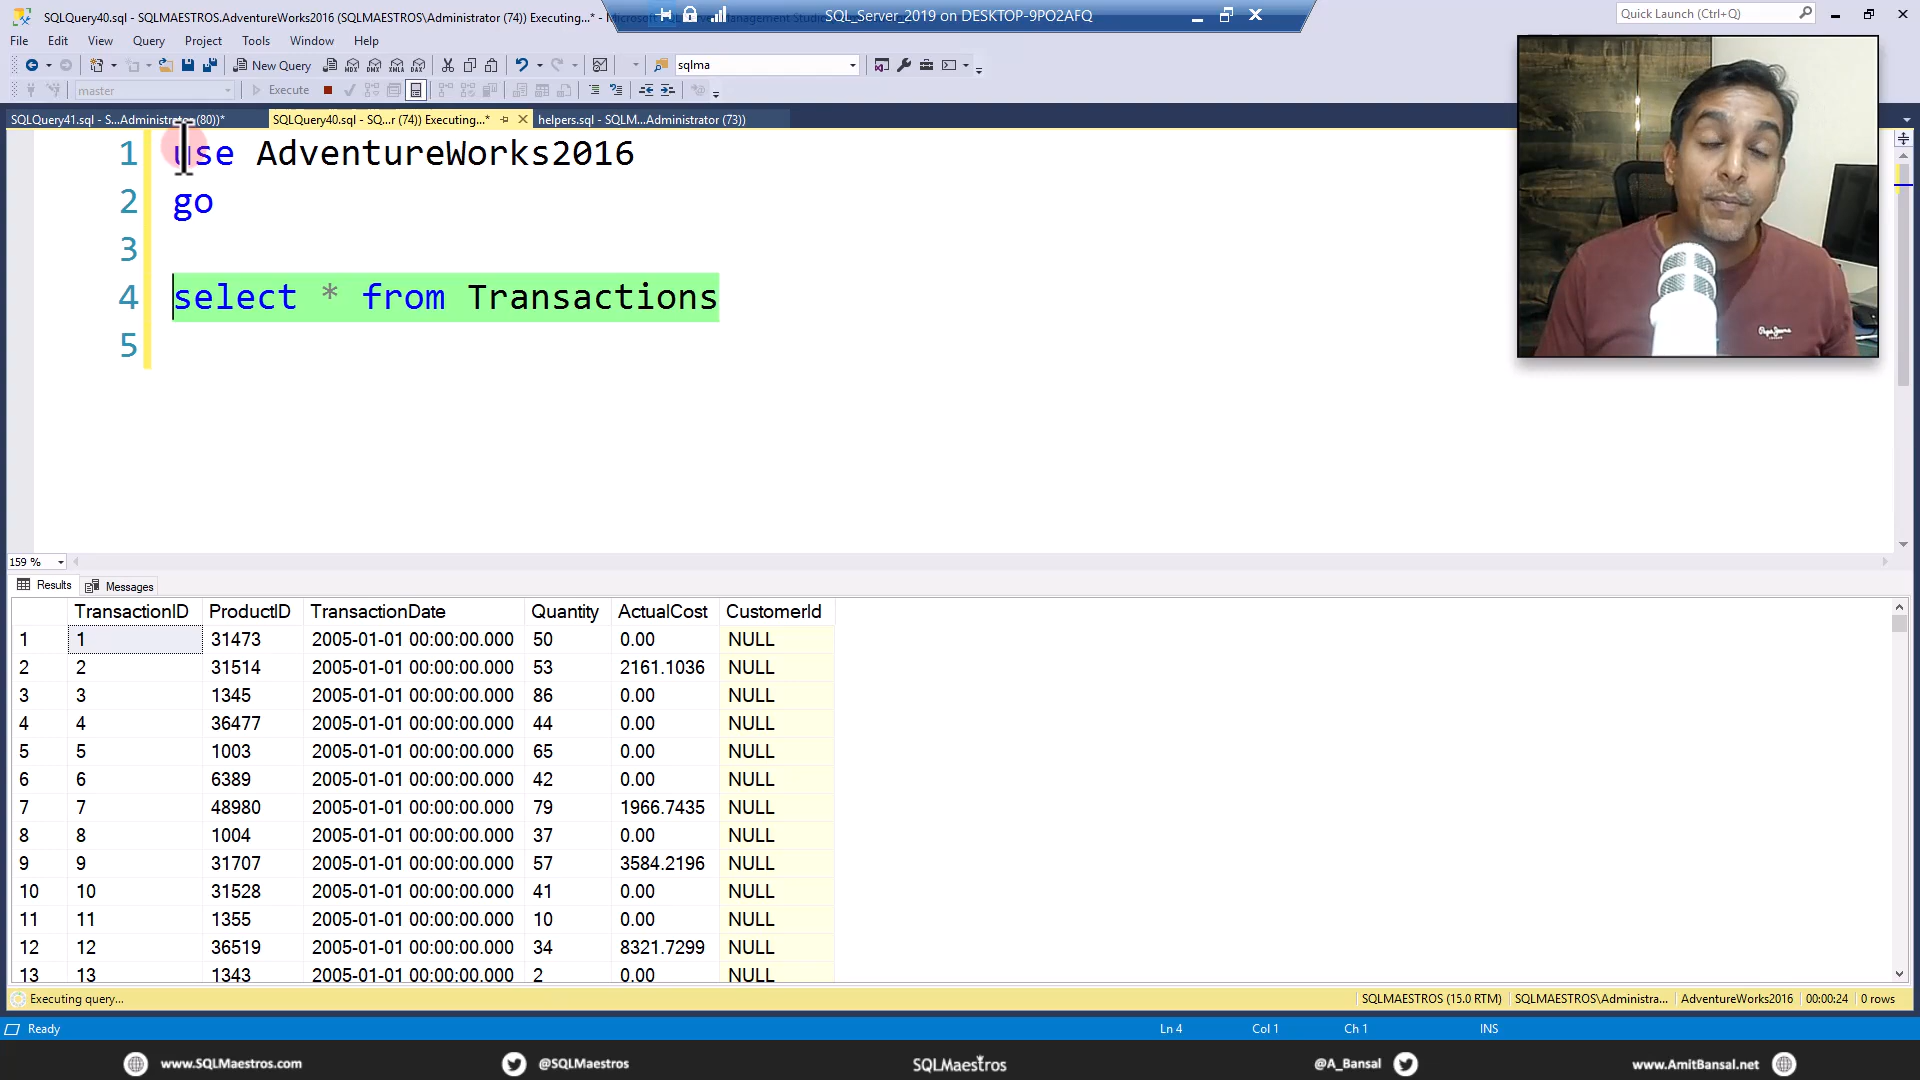 SQLQuery40.sql - SQLMAESTROS.AdventureWorks2016 (SQLMAESTROS\Administrator (74)) Executing...* - Microsoft SQL Server Management Studio
SQL_Server_2019 on DESKTOP-9PO2AFQ
Quick Launch (Ctrl+Q)
File Edit View Query Project Tools Window Help
New Query
MDX DMX XMLA DAX
sqlma
master
Execute
SQLQuery41.sql - S...Administrator (80))*
SQLQuery40.sql - SQ...r (74)) Executing...*
helpers.sql - SQLM...Administrator (73))
1 use AdventureWorks2016
2 go
3
4 select * from Transactions
5
Pepe Jeans
159 %
Results Messages
TransactionID ProductID TransactionDate Quantity ActualCost CustomerId
1 1 31473 2005-01-01 00:00:00.000 50 0.00 NULL
2 2 31514 2005-01-01 00:00:00.000 53 2161.1036 NULL
3 3 1345 2005-01-01 00:00:00.000 86 0.00 NULL
4 4 36477 2005-01-01 00:00:00.000 44 0.00 NULL
5 5 1003 2005-01-01 00:00:00.000 65 0.00 NULL
6 6 6389 2005-01-01 00:00:00.000 42 0.00 NULL
7 7 48980 2005-01-01 00:00:00.000 79 1966.7435 NULL
8 8 1004 2005-01-01 00:00:00.000 37 0.00 NULL
9 9 31707 2005-01-01 00:00:00.000 57 3584.2196 NULL
10 10 31528 2005-01-01 00:00:00.000 41 0.00 NULL
11 11 1355 2005-01-01 00:00:00.000 10 0.00 NULL
12 12 36519 2005-01-01 00:00:00.000 34 8321.7299 NULL
13 13 1343 2005-01-01 00:00:00.000 2 0.00 NULL
Executing query...
SQLMAESTROS (15.0 RTM) SQLMAESTROS\Administra... AdventureWorks2016 00:00:24 0 rows
Ready Ln 4 Col 1 Ch 1 INS
www.SQLMaestros.com @SQLMaestros SQLMaestros @A_Bansal www.AmitBansal.net